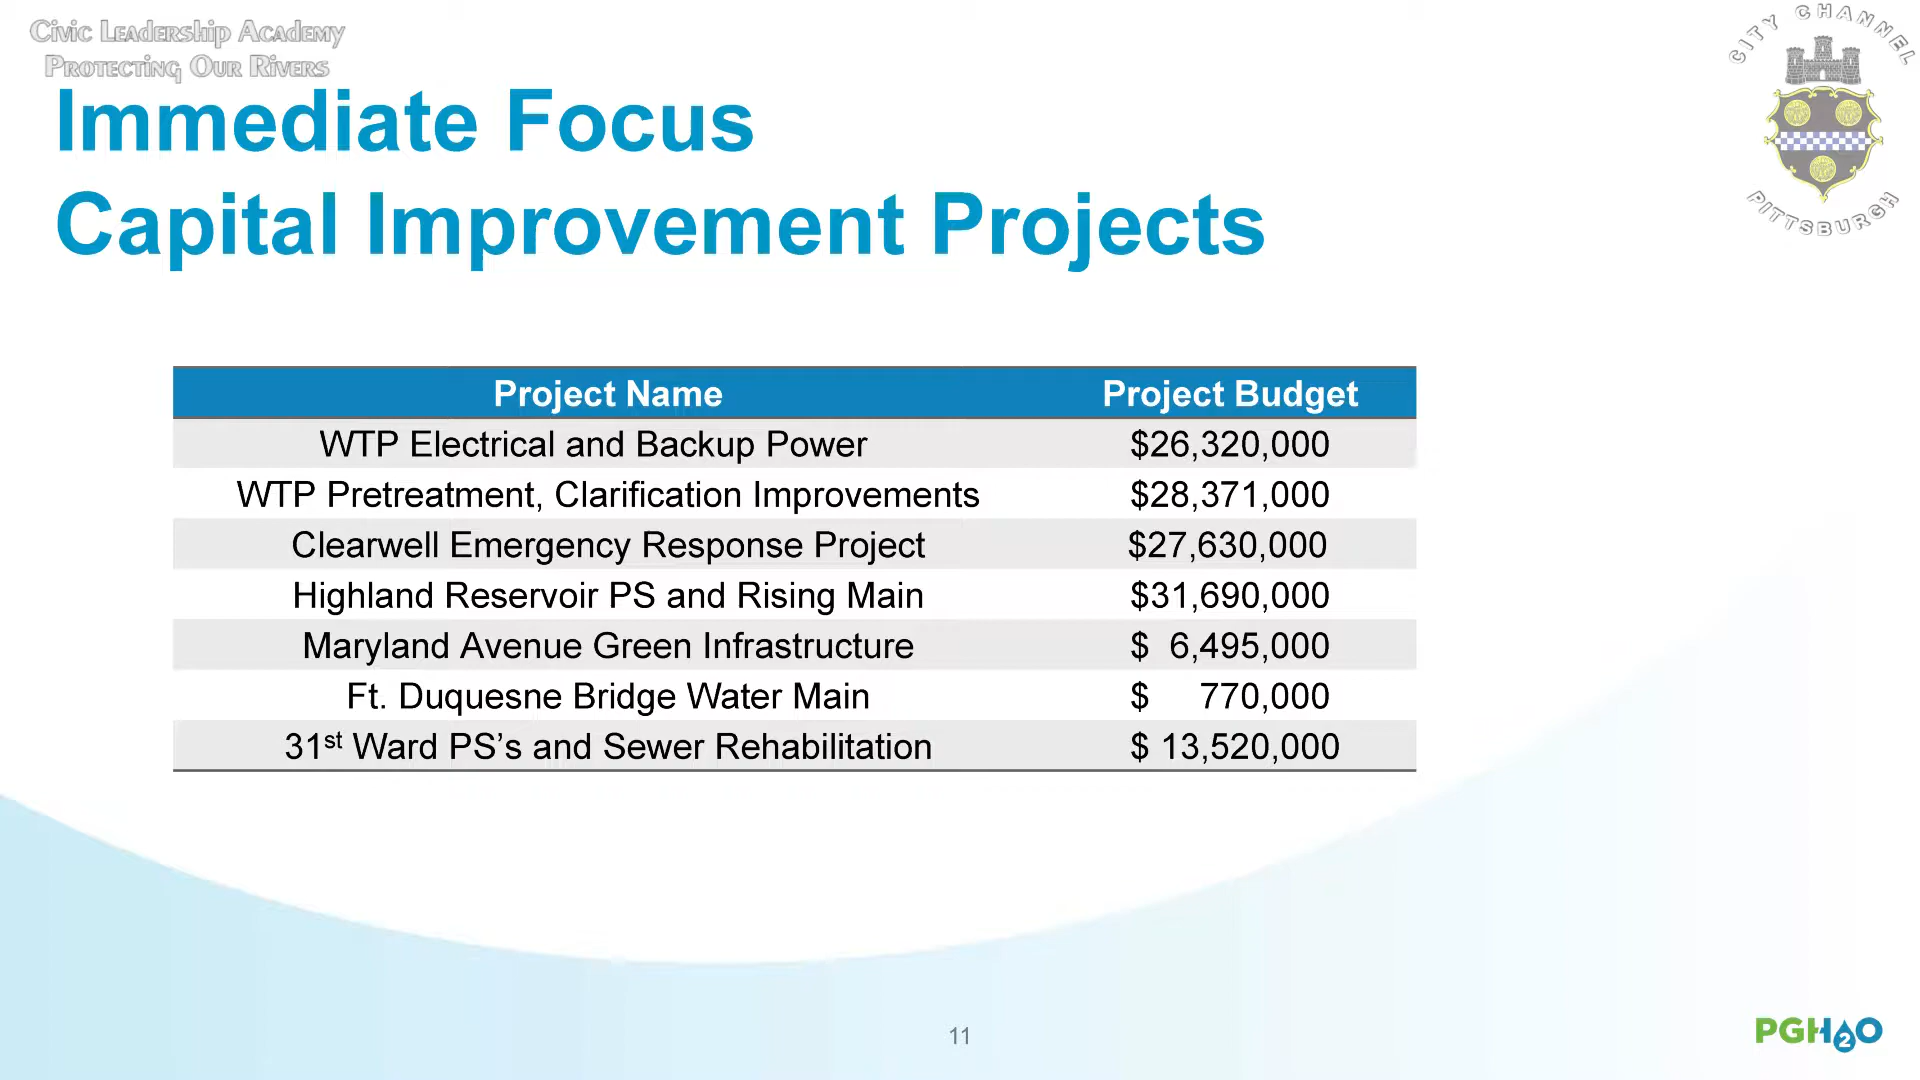 Civic Leadership Academy
Protecting Our Rivers
CITY CHANNEL
PITTSBURGH
Immediate Focus
Capital Improvement Projects
Project Name Project Budget
WTP Electrical and Backup Power $26,320,000
WTP Pretreatment, Clarification Improvements $28,371,000
Clearwell Emergency Response Project $27,630,000
Highland Reservoir PS and Rising Main $31,690,000
Maryland Avenue Green Infrastructure $ 6,495,000
Ft. Duquesne Bridge Water Main $ 770,000
31st Ward PS’s and Sewer Rehabilitation $ 13,520,000
11
PGH2O